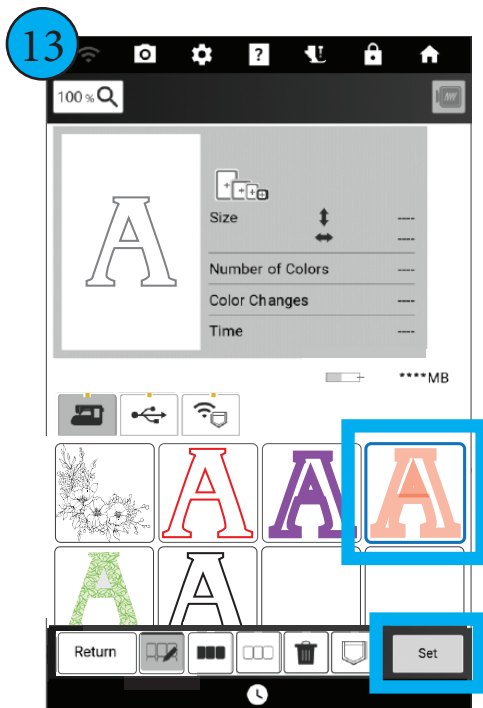 13
?
100 %
A
Size ----
----
Number of Colors ----
Color Changes ----
Time ----
****MB
A A A
A A
Return Set